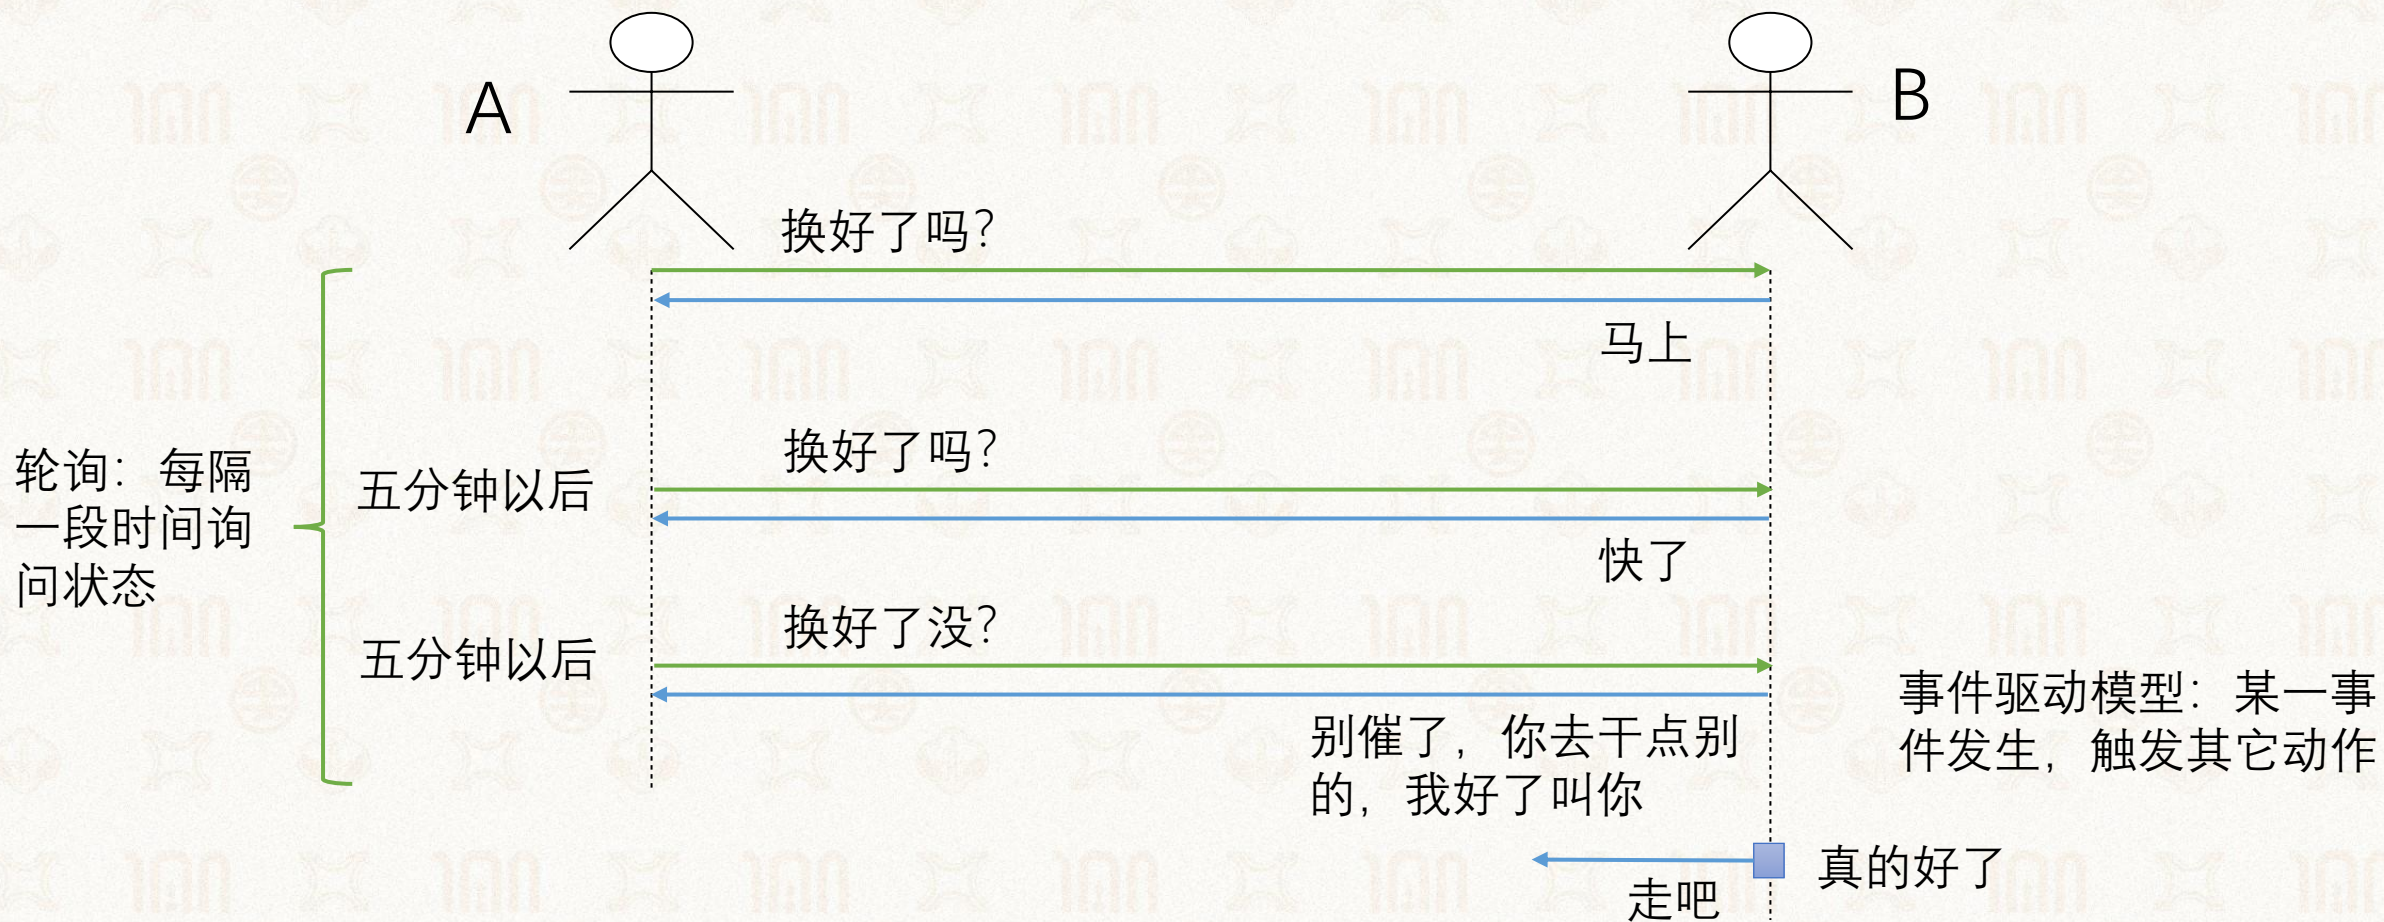 A
B
换好了吗？
马上
换好了吗？
五分钟以后
轮询：每隔
一段时间询
问状态
快了
换好了没？
五分钟以后
别催了，你去干点别
的，我好了叫你
事件驱动模型：某一事
件发生，触发其它动作
真的好了
走吧